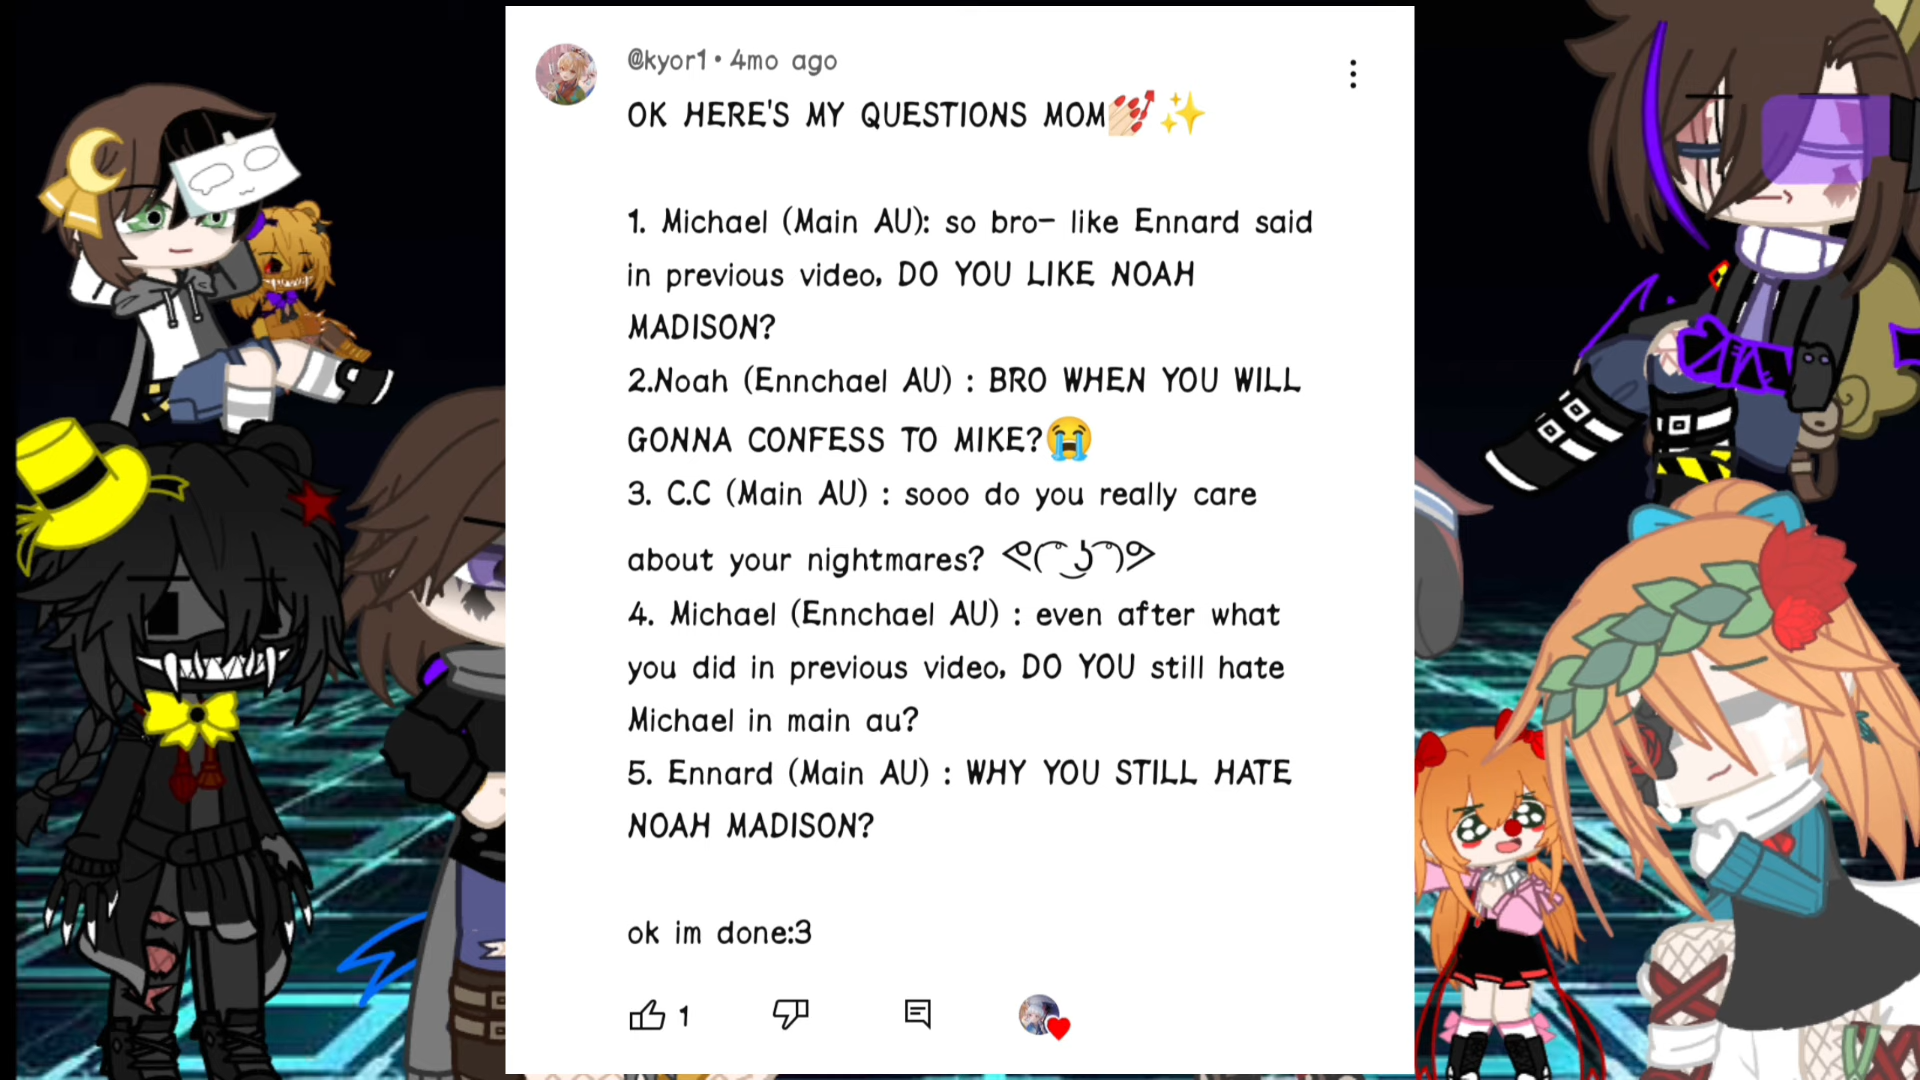 @kyor1 • 4mo ago
OK HERE'S MY QUESTIONS MOM💅🏻✨
1. Michael (Main AU): so bro– like Ennard said
in previous video, DO YOU LIKE NOAH
MADISON?
2.Noah (Ennchael AU) : BRO WHEN YOU WILL
GONNA CONFESS TO MIKE?😭
3. C.C (Main AU) : sooo do you really care
about your nightmares? ᕙ( ͡° ͜ʖ ͡°)ᕗ
4. Michael (Ennchael AU) : even after what
you did in previous video, DO YOU still hate
Michael in main au?
5. Ennard (Main AU) : WHY YOU STILL HATE
NOAH MADISON?
ok im done:3
1